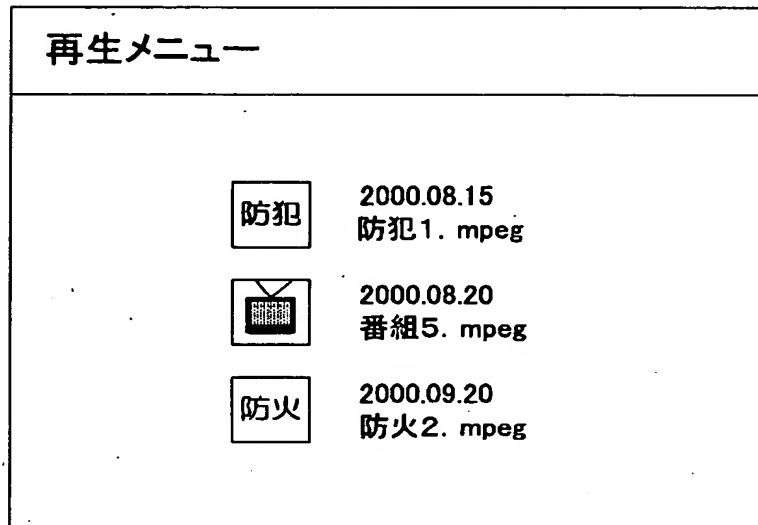 再生メニュー
防犯
2000.08.15
防犯1. mpeg
2000.08.20
番組5. mpeg
防火
2000.09.20
防火2. mpeg